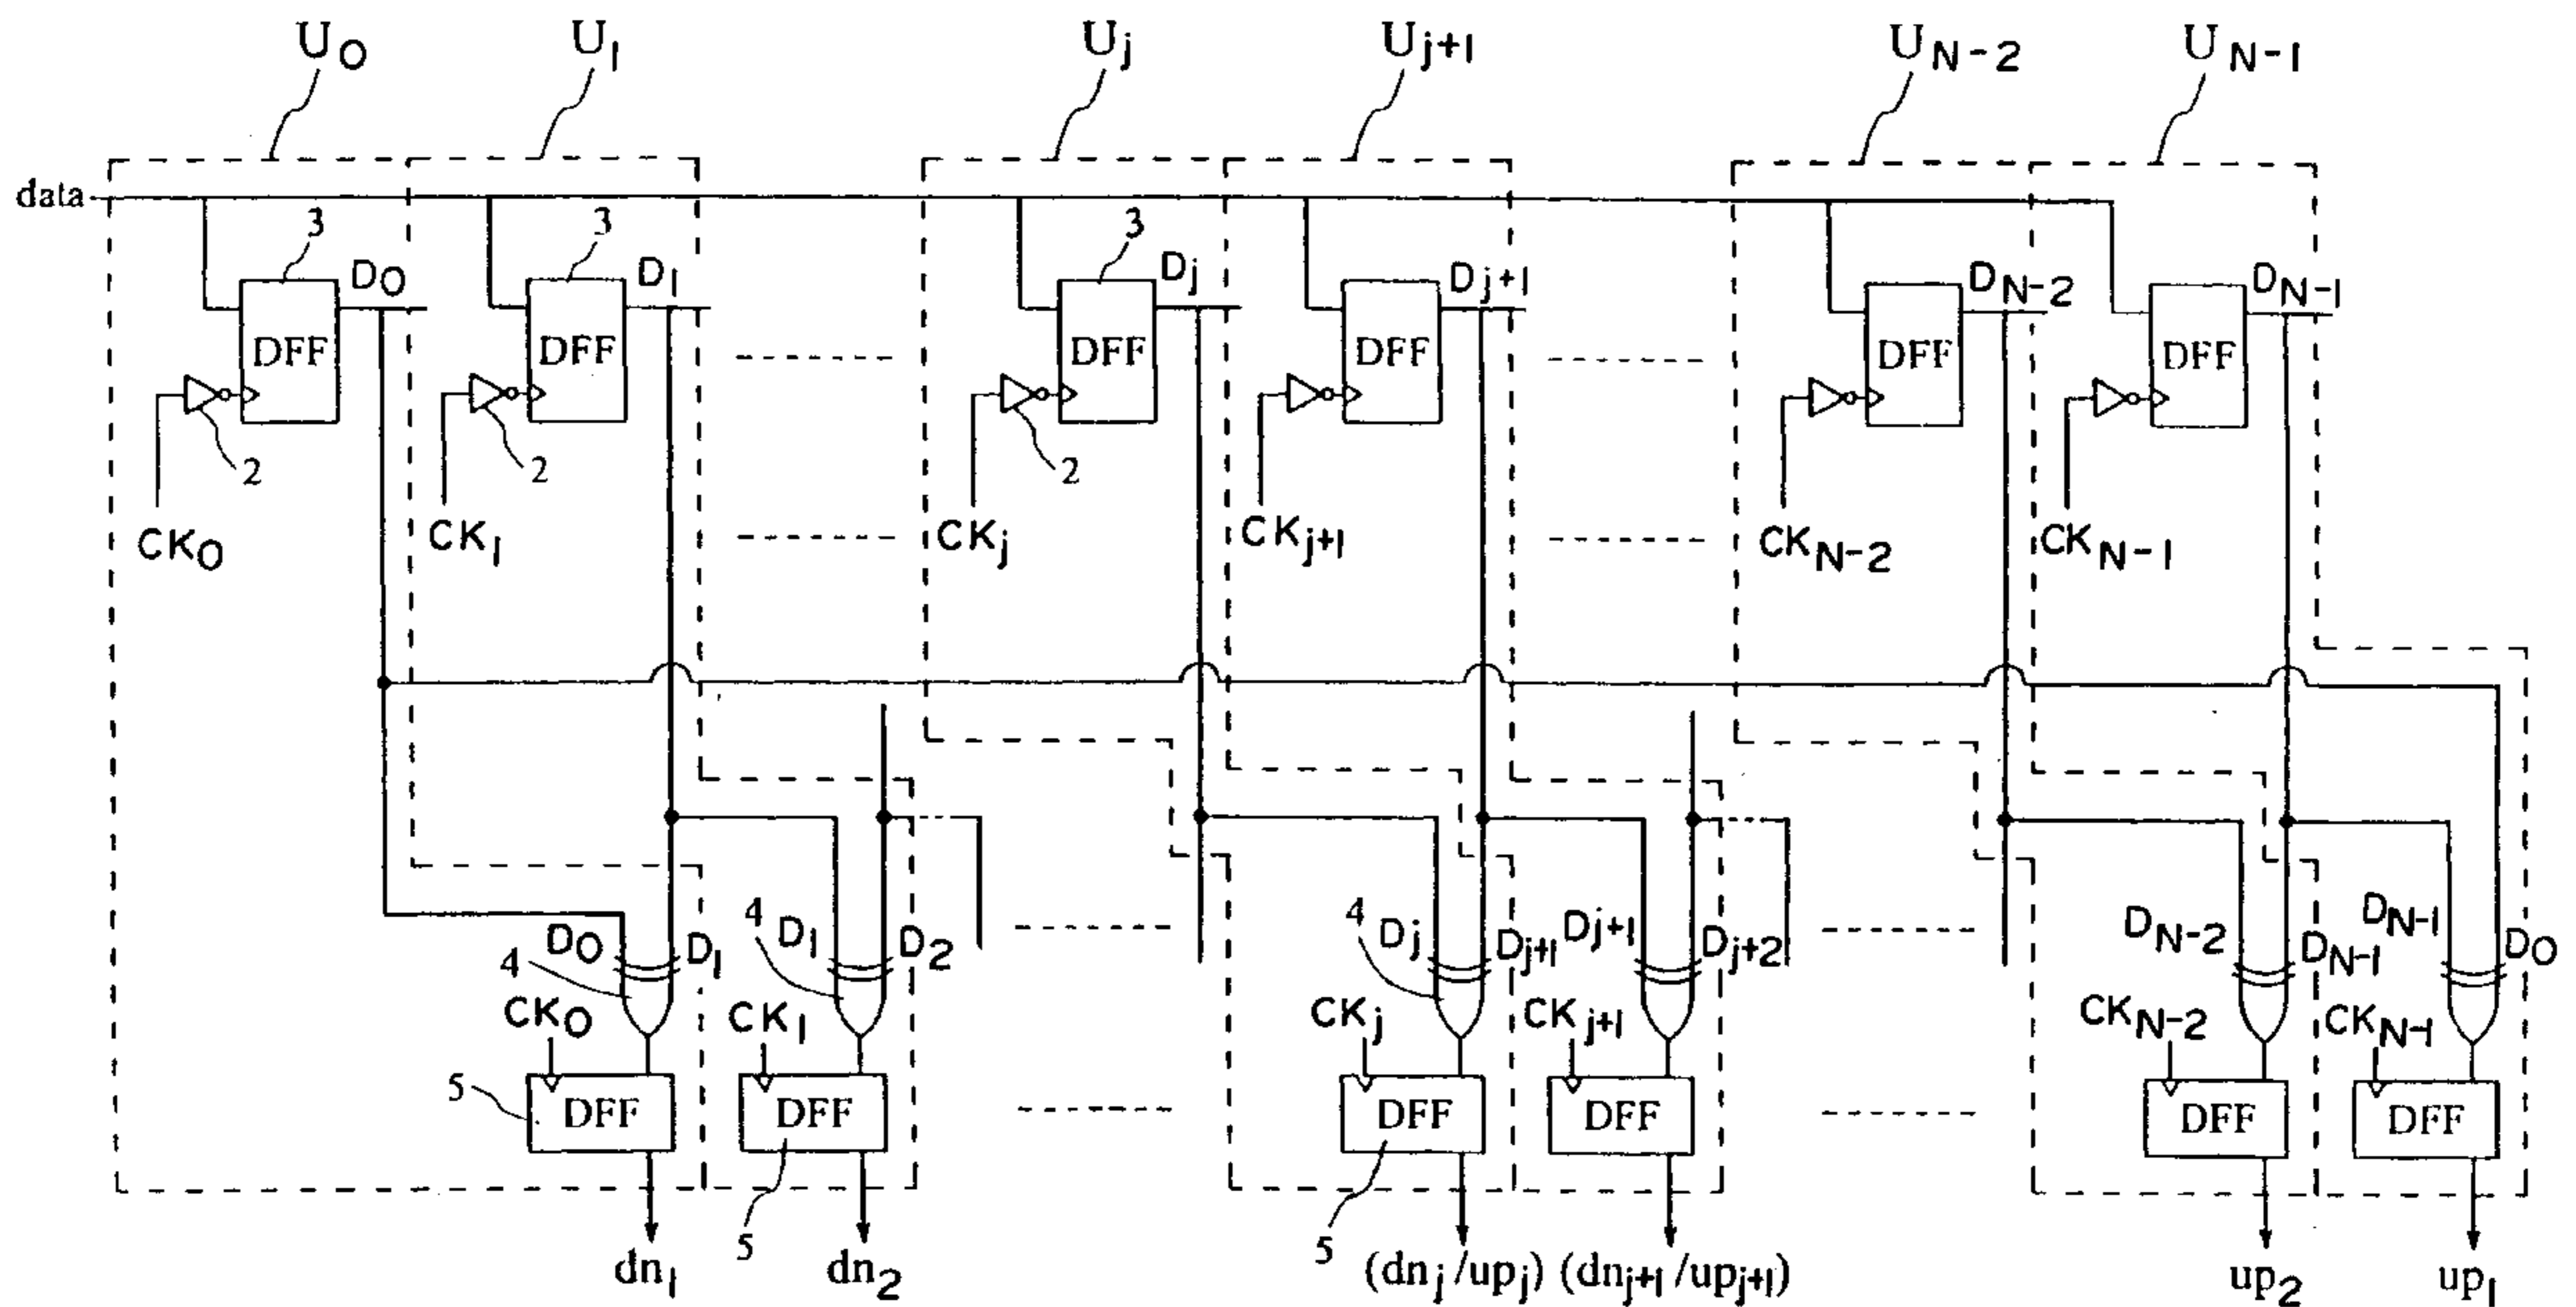 U0 U1 Uj Uj+1 UN-2 UN-1
data
3 3 3
D0 D1 Dj Dj+1 DN-2 DN-1
DFF DFF DFF DFF DFF DFF
2 2 2
CK0 CK1 CKj CKj+1 CKN-2 CKN-1
D0 D1 4 D1 D2 4 Dj Dj+1 Dj+1 Dj+2 DN-2 DN-1 DN-1 D0
4
CK0 CK1 CKj CKj+1 CKN-2 CKN-1
5 DFF DFF DFF DFF DFF DFF
5 5
dn1 dn2 (dnj/upj) (dnj+1/upj+1) up2 up1